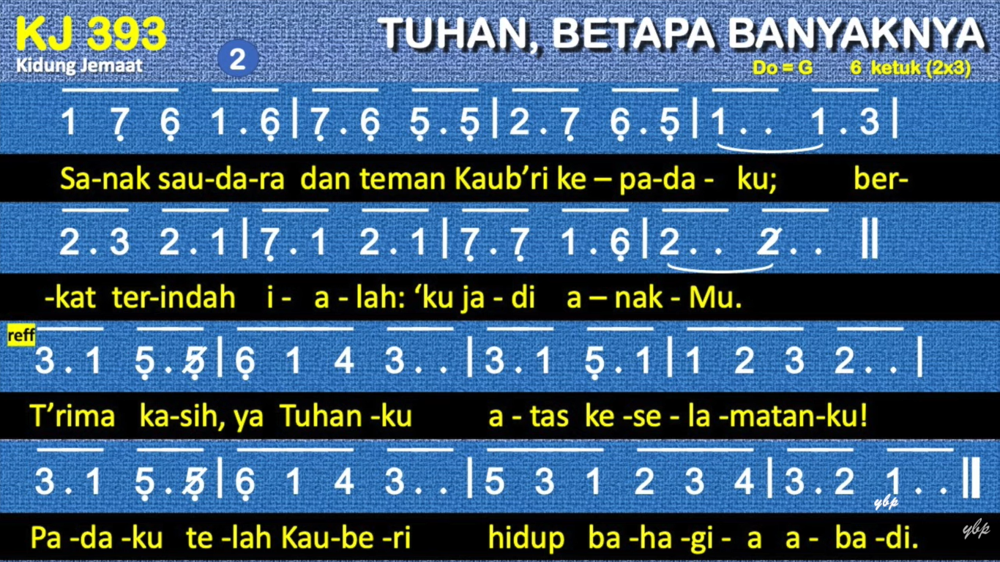 KJ 393
TUHAN, BETAPA BANYAKNYA
Kidung Jemaat
2
Do = G 6 ketuk (2x3)
1 7̣ 6̣ 1 . 6̣ | 7̣ . 6̣ 5̣ . 5̣ | 2 . 7̣ 6̣ . 5̣ | 1 . . 1 . 3 |
Sa-nak sau-da-ra dan teman Kaub’ri ke – pa-da - ku; ber-
2 . 3 2 . 1 | 7̣ . 1 2 . 1 | 7̣ . 7̣ 1 . 6̣ | 2 . . 2̸ . . ||
-kat ter-indah i - a - lah: ‘ku ja - di a – nak - Mu.
reff
3 . 1 5̣ . 5̸̣ | 6̣ 1 4 3 . . | 3 . 1 5̣ . 1 | 1 2 3 2 . . |
T’rima ka-sih, ya Tuhan -ku a - tas ke -se - la -matan-ku!
3 . 1 5̣ . 5̸̣ | 6̣ 1 4 3 . . | 5 3 1 2 3 4 | 3 . 2 1 . . ||
ybp
ybp
Pa -da -ku te -lah Kau-be -ri hidup ba -ha -gi - a a - ba -di.